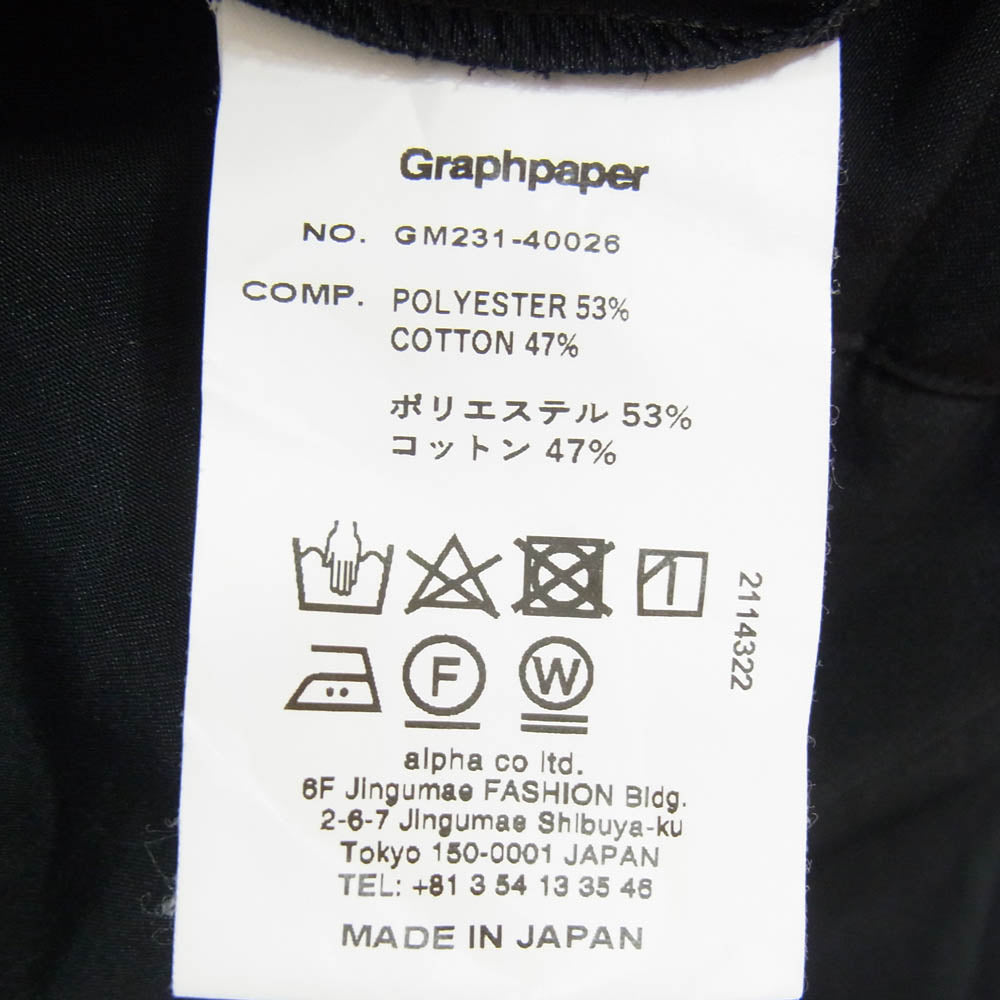 Graphpaper
NO. GM231-40026
COMP. POLYESTER 53%
COTTON 47%
ポリエステル 53%
コットン 47%
2114322
F W
alpha co ltd.
6F Jingumae FASHION Bldg.
2-6-7 Jingumae Shibuya-ku
Tokyo 150-0001 JAPAN
TEL: +81 3 54 13 35 46
MADE IN JAPAN